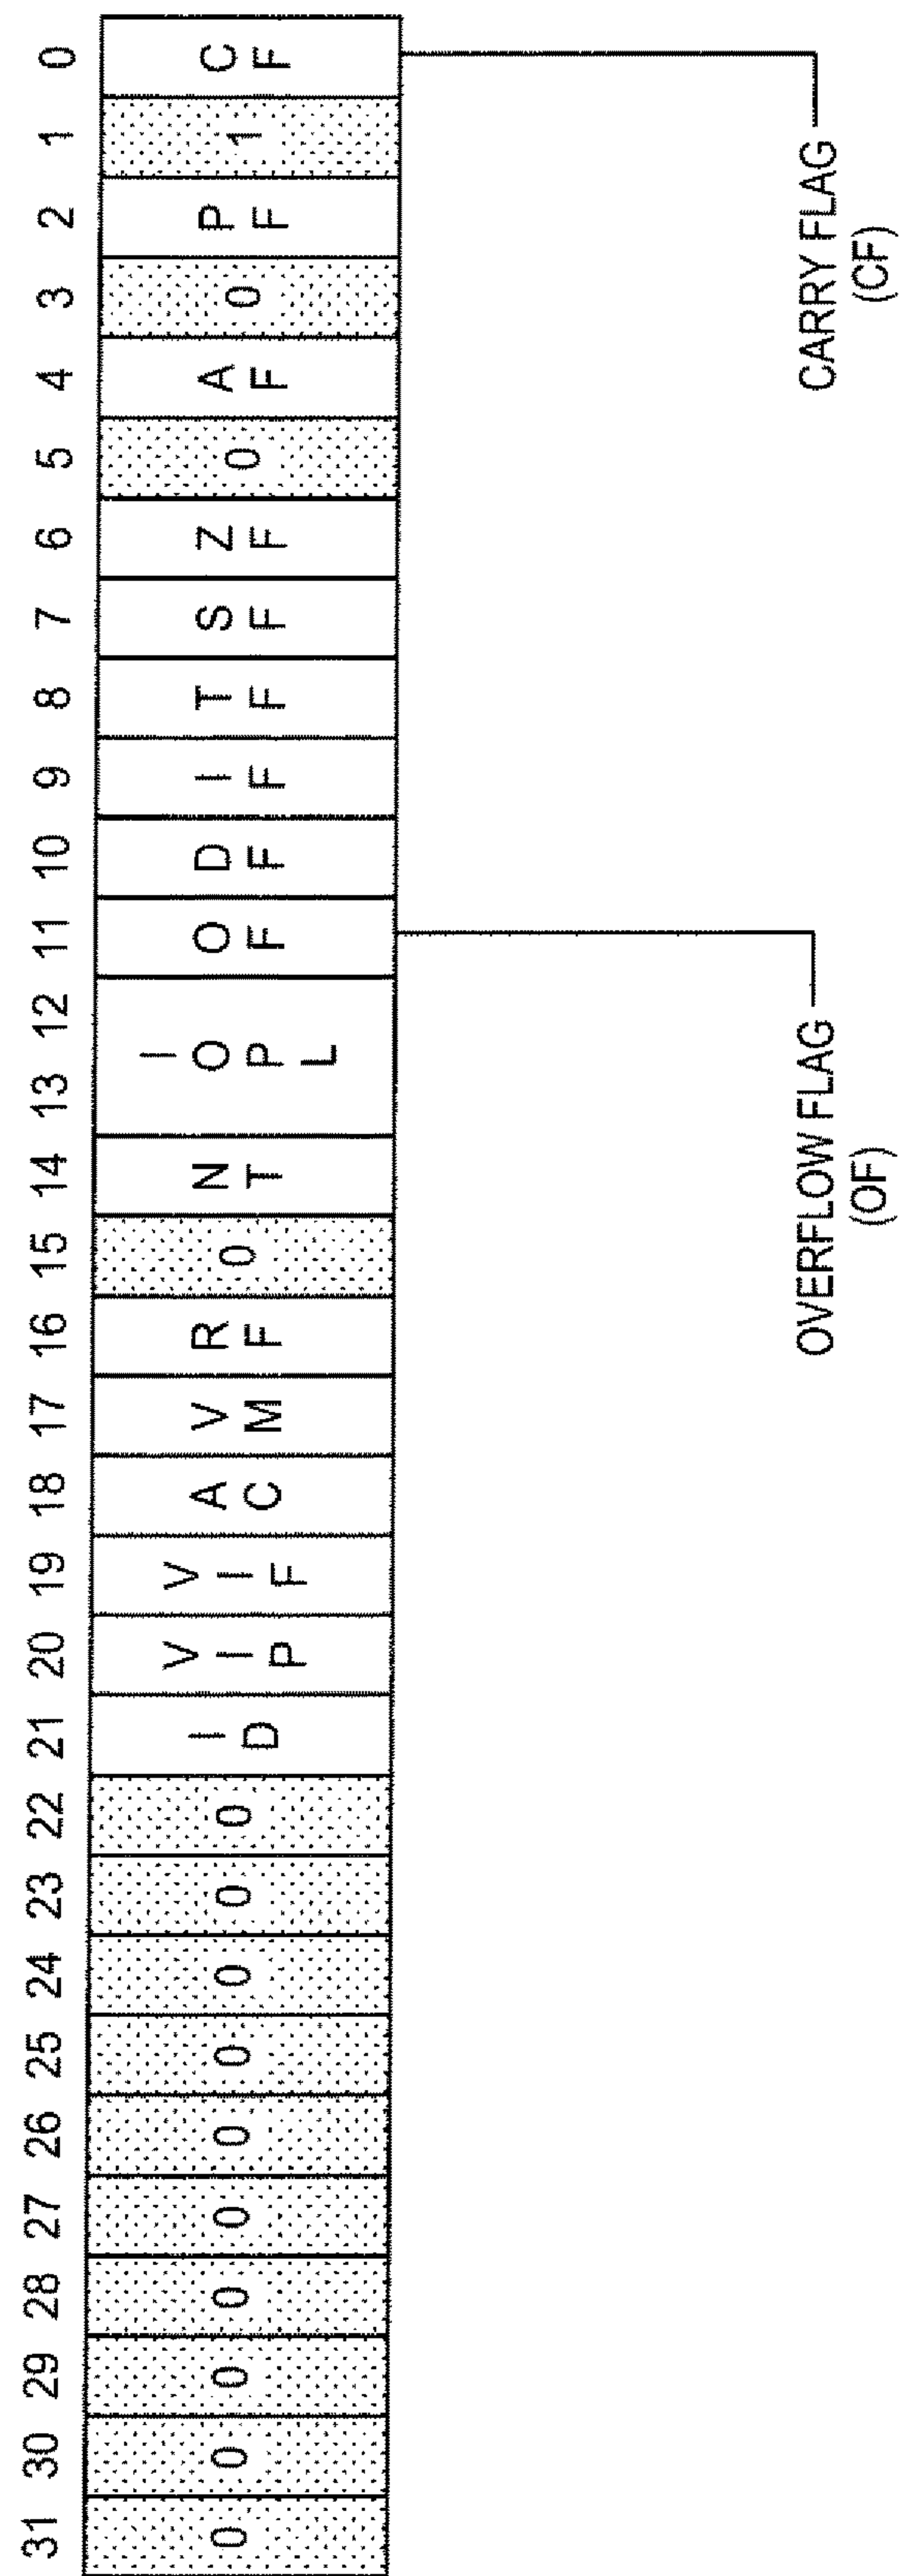 31 30 29 28 27 26 25 24 23 22 21 20 19 18 17 16 15 14 13 12 11 10 9 8 7 6 5 4 3 2 1 0
0 0 0 0 0 0 0 0 0 0 ID VIP VIF AC VM RF 0 NT IOPL OF DF IF TF SF ZF 0 AF 0 PF 1 CF
OVERFLOW FLAG
(OF)
CARRY FLAG
(CF)